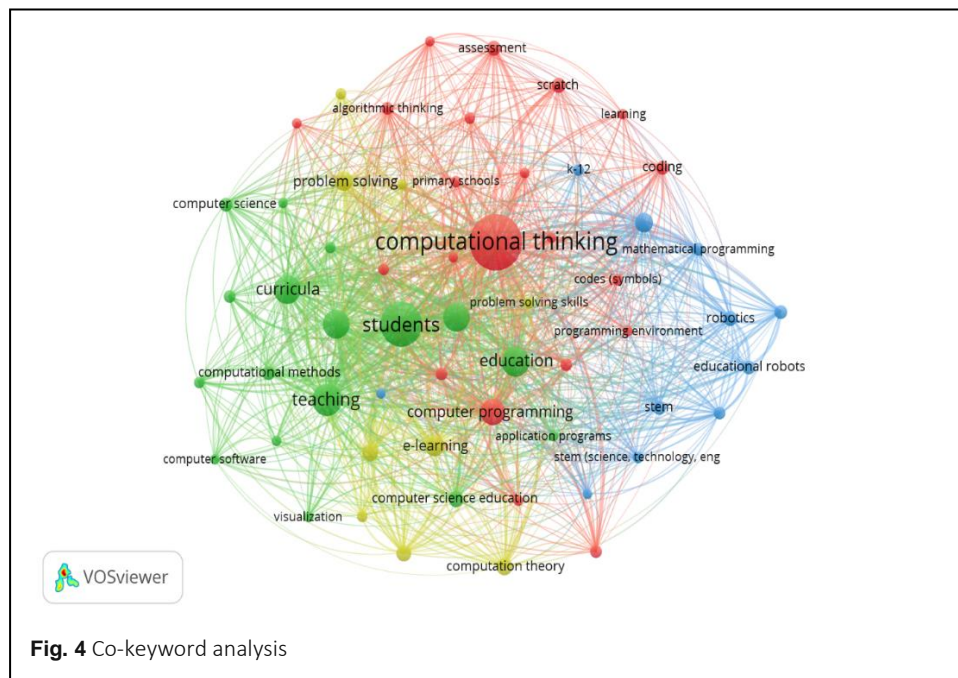 assessment
scratch
algorithmic thinking
learning
problem solving
primary schools
k-12
coding
computer science
computational thinking
mathematical programming
curricula
codes (symbols)
problem solving skills
students
programming environment
robotics
education
educational robots
computational methods
teaching
computer programming
stem
e-learning
application programs
computer software
stem (science, technology, eng
computer science education
visualization
computation theory
VOSviewer
Fig. 4 Co-keyword analysis